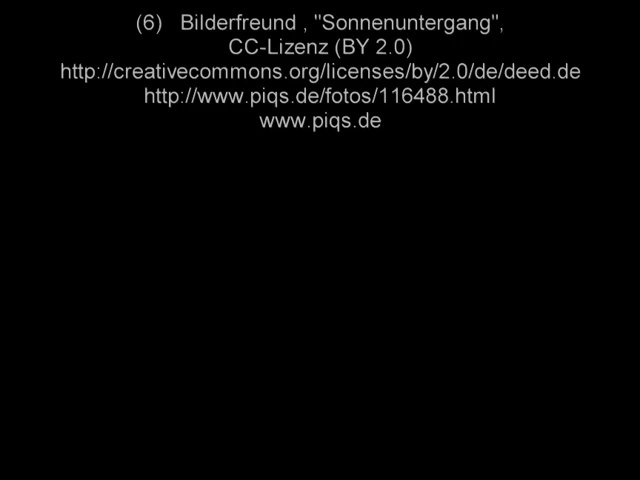 (6) Bilderfreund , "Sonnenuntergang",
CC-Lizenz (BY 2.0)
http://creativecommons.org/licenses/by/2.0/de/deed.de
http://www.piqs.de/fotos/116488.html
www.piqs.de